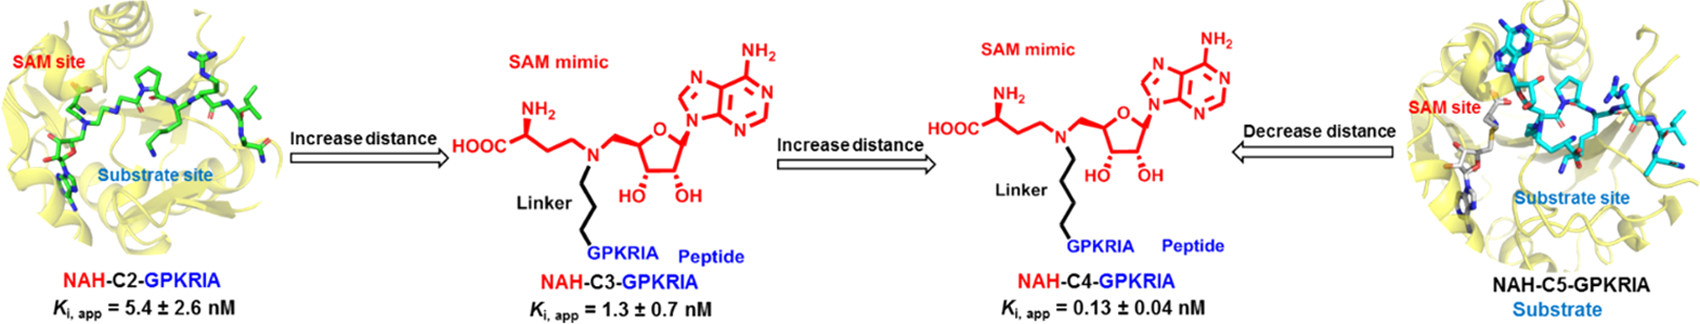 SAM site
Substrate site
NAH-C2-GPKRIA
Ki, app = 5.4 ± 2.6 nM
Increase distance
SAM mimic
NH2
HOOC
N
O
N
N
N
N
NH2
HO
OH
Linker
GPKRIA Peptide
NAH-C3-GPKRIA
Ki, app = 1.3 ± 0.7 nM
Increase distance
SAM mimic
NH2
HOOC
N
O
N
N
N
N
NH2
HO
OH
Linker
GPKRIA Peptide
NAH-C4-GPKRIA
Ki, app = 0.13 ± 0.04 nM
Decrease distance
SAM site
Substrate site
NAH-C5-GPKRIA
Substrate